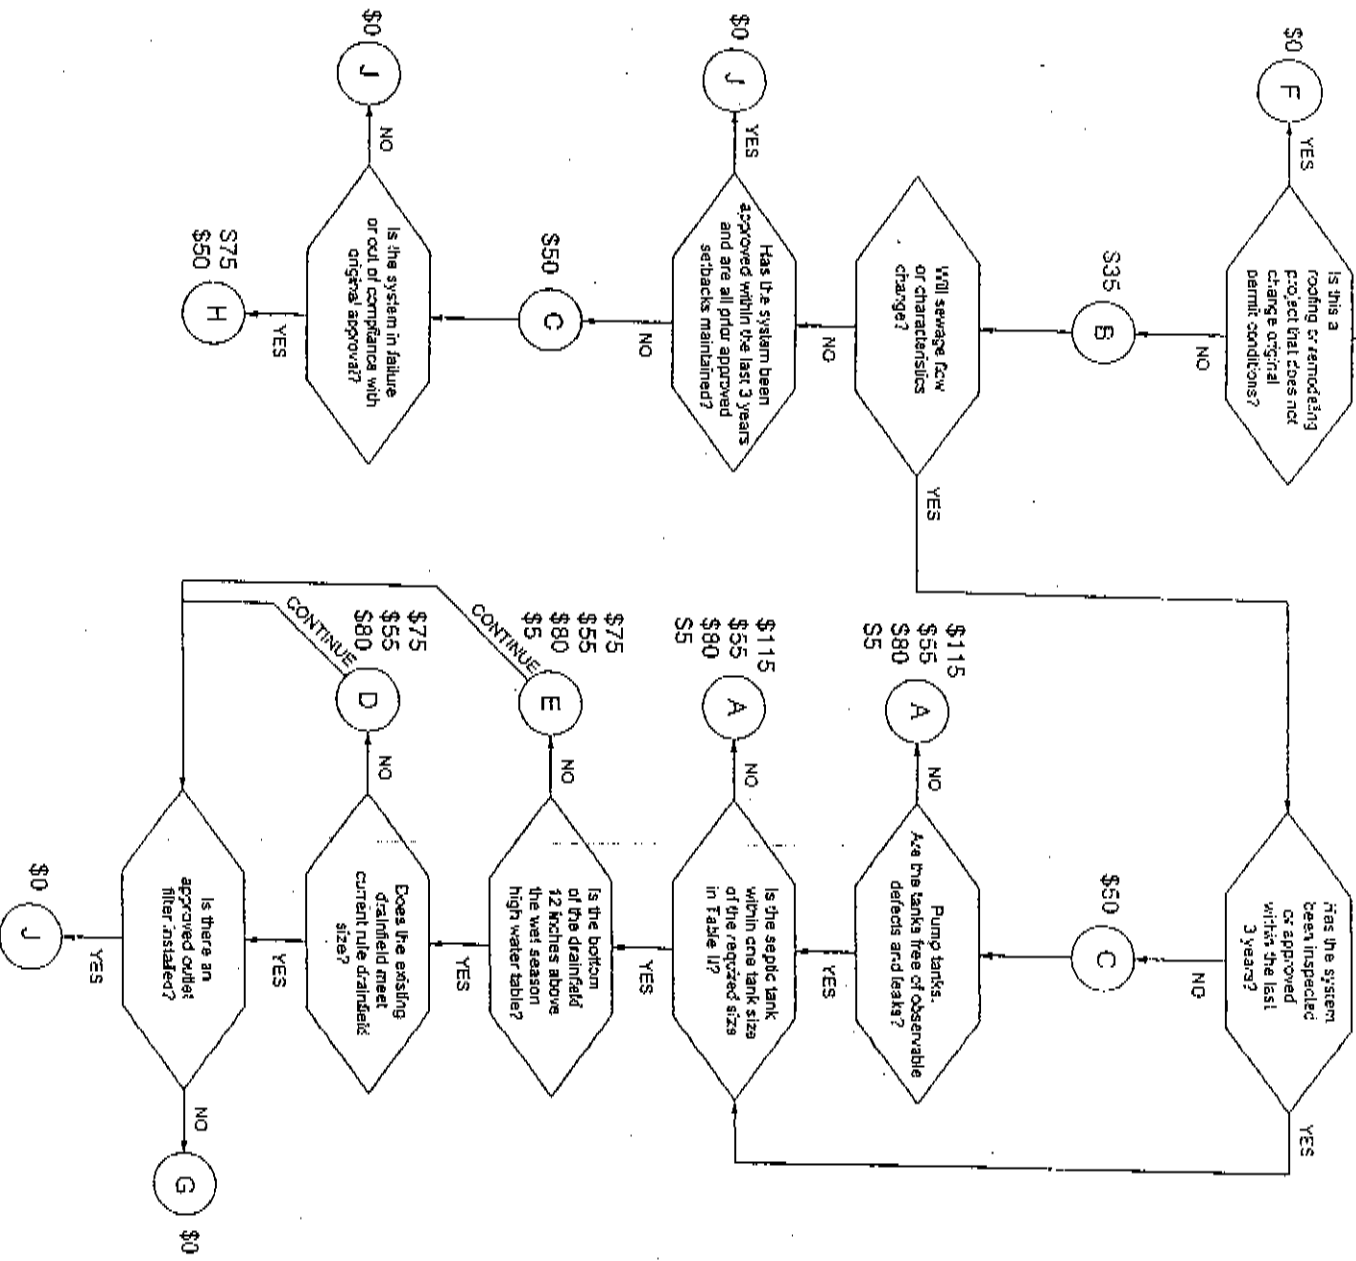 Is this a
roofing or remodeling
project that does not
change original
permit conditions?
YES
F
$0
NO
B
$35
Will sewage flow
or characteristics
change?
YES
NO
Has the system been
approved within the last 3 years
and are all prior approved
setbacks maintained?
YES
J
$0
NO
C
$50
Is the system in failure
or out of compliance with
original approval?
NO
J
$0
YES
H
$75
$50
Has the system
been inspected
or approved
within the last
3 years?
YES
NO
C
$50
Pump tanks.
Are the tanks free of observable
defects and leaks?
NO
A
$115
$55
$80
$5
YES
Is the septic tank
within one tank size
of the required size
in Table II?
NO
A
$115
$55
$80
$5
YES
Is the bottom
of the drainfield
12 inches above
the wet season
high water table?
NO
E
$75
$55
$80
$5
CONTINUE
YES
Does the existing
drainfield meet
current rule drainfield
size?
NO
D
$75
$55
$80
CONTINUE
YES
Is there an
approved outlet
filter installed?
NO
G
$0
YES
J
$0